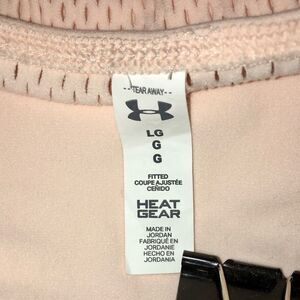 --TEAR AWAY--
LG
G
G
FITTED
COUPE AJUSTÉE
CEÑIDO
HEAT
GEAR
MADE IN
JORDAN
FABRIQUÉ EN
JORDANIE
HECHO EN
JORDANIA